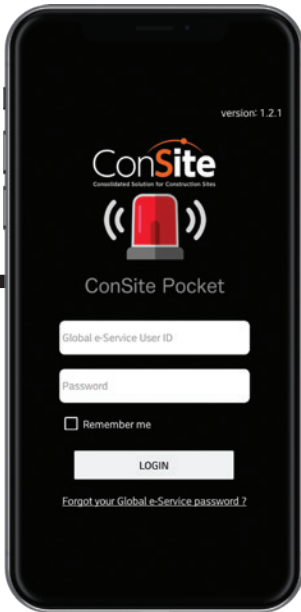 version: 1.2.1
ConSite
Consolidated Solution for Construction Sites
ConSite Pocket
Global e-Service User ID
Password
Remember me
LOGIN
Forgot your Global e-Service password ?